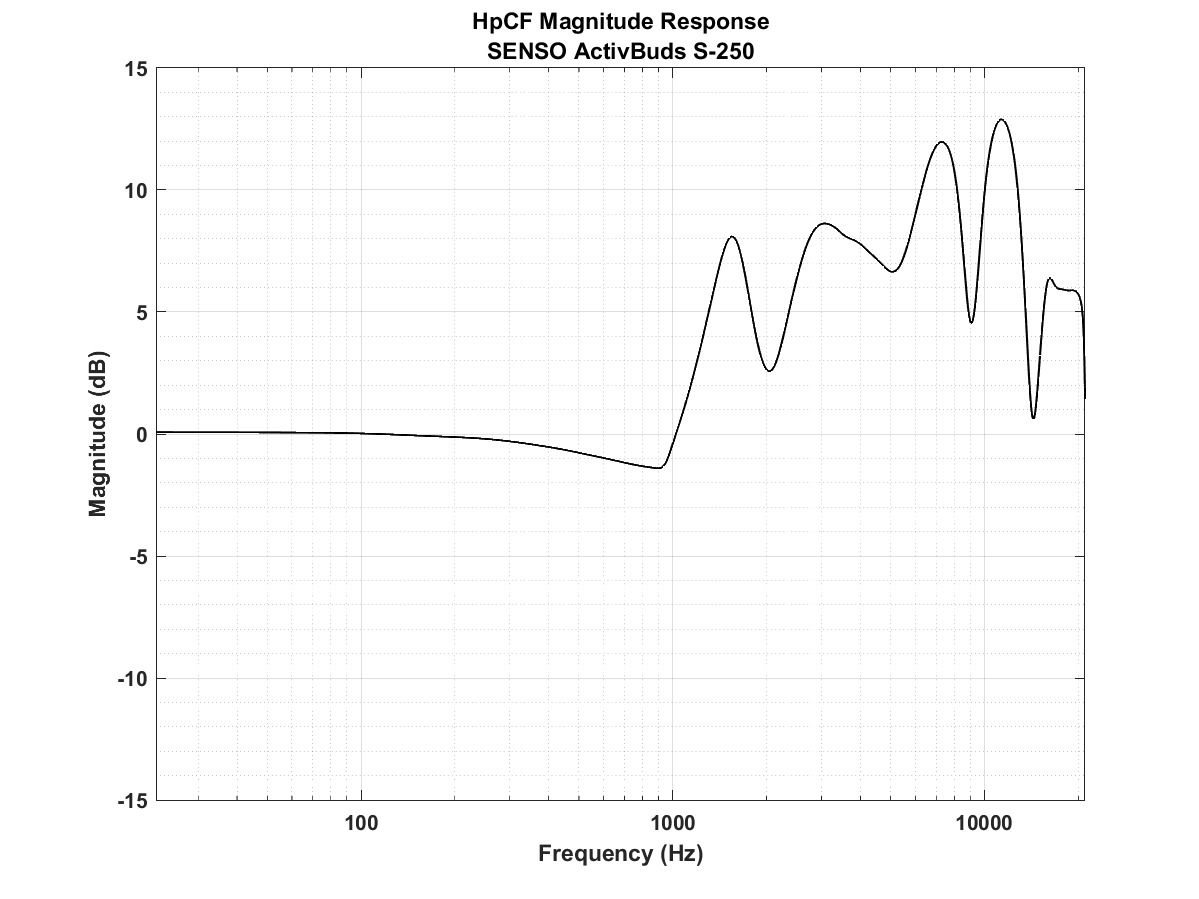 HpCF Magnitude Response
SENSO ActivBuds S-250
15
10
5
0
-5
-10
-15
Magnitude (dB)
100
1000
10000
Frequency (Hz)